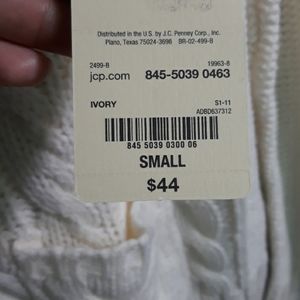 Distributed in the U.S. by J.C. Penney Corp., Inc.
Plano, Texas 75024-3698 BR-02-499-B
2499-B 19963-8
jcp.com 845-5039 0463
IVORY S1-11
ADBD637312
845 5039 0300 06
SMALL
$44